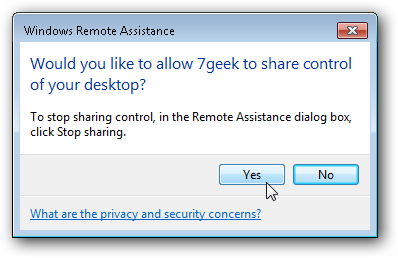 Windows Remote Assistance
Would you like to allow 7geek to share control
of your desktop?
To stop sharing control, in the Remote Assistance dialog box,
click Stop sharing.
Yes
No
What are the privacy and security concerns?